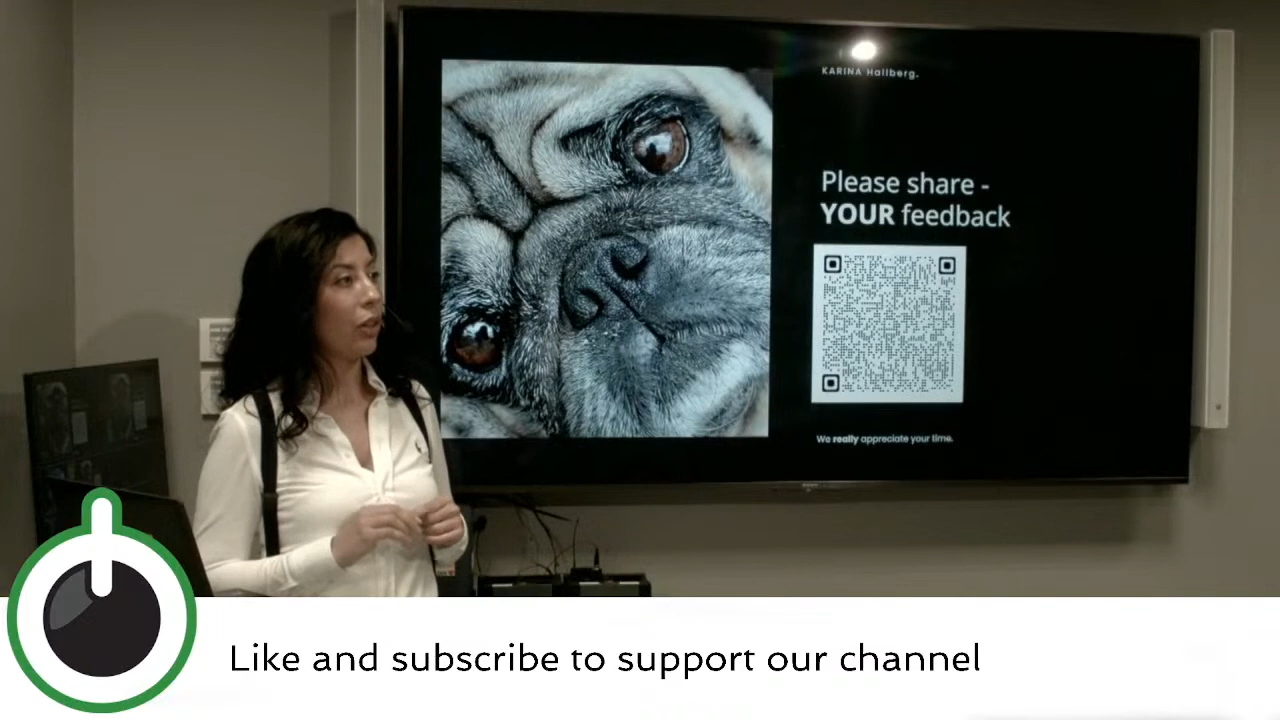 KARINA Hallberg.
Please share -
YOUR feedback
We really appreciate your time.
Like and subscribe to support our channel